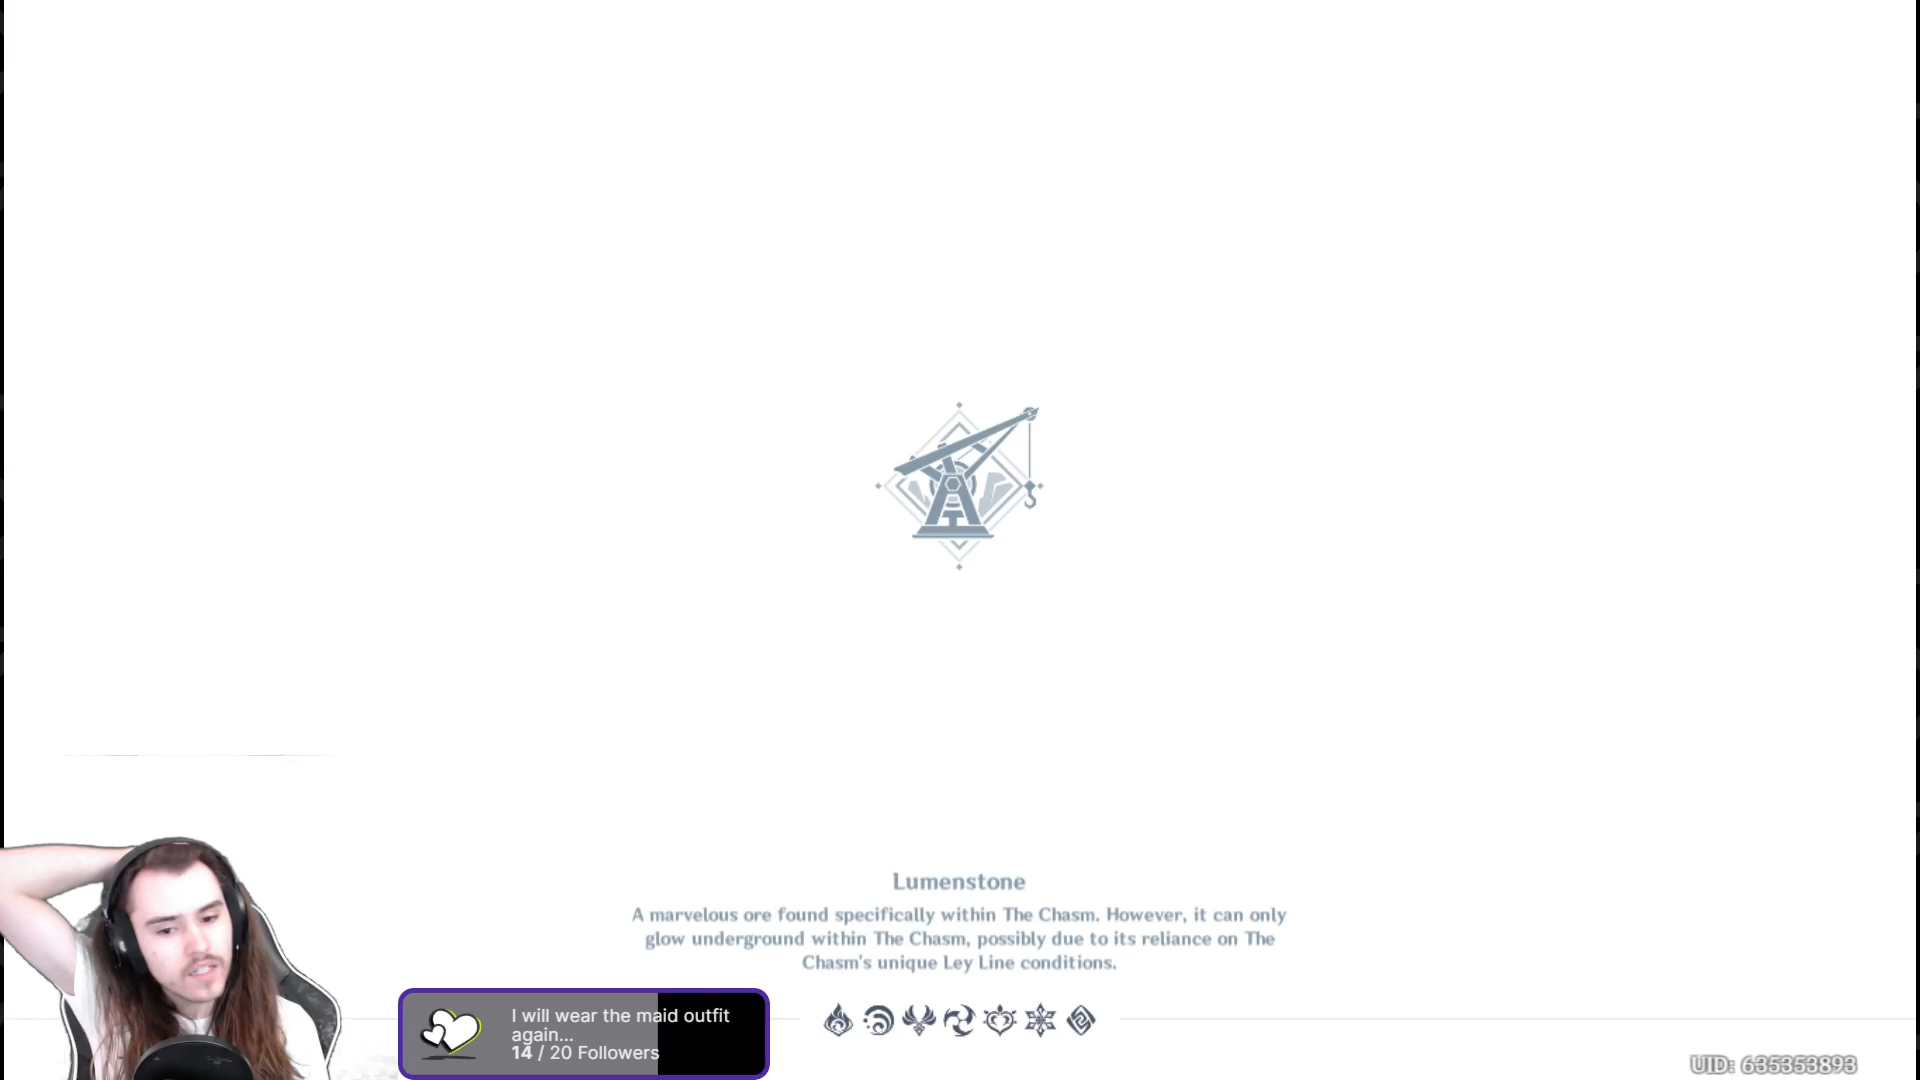 Lumenstone
A marvelous ore found specifically within The Chasm. However, it can only
glow underground within The Chasm, possibly due to its reliance on The
Chasm's unique Ley Line conditions.
I will wear the maid outfit
again...
14 / 20 Followers
UID: 635353893